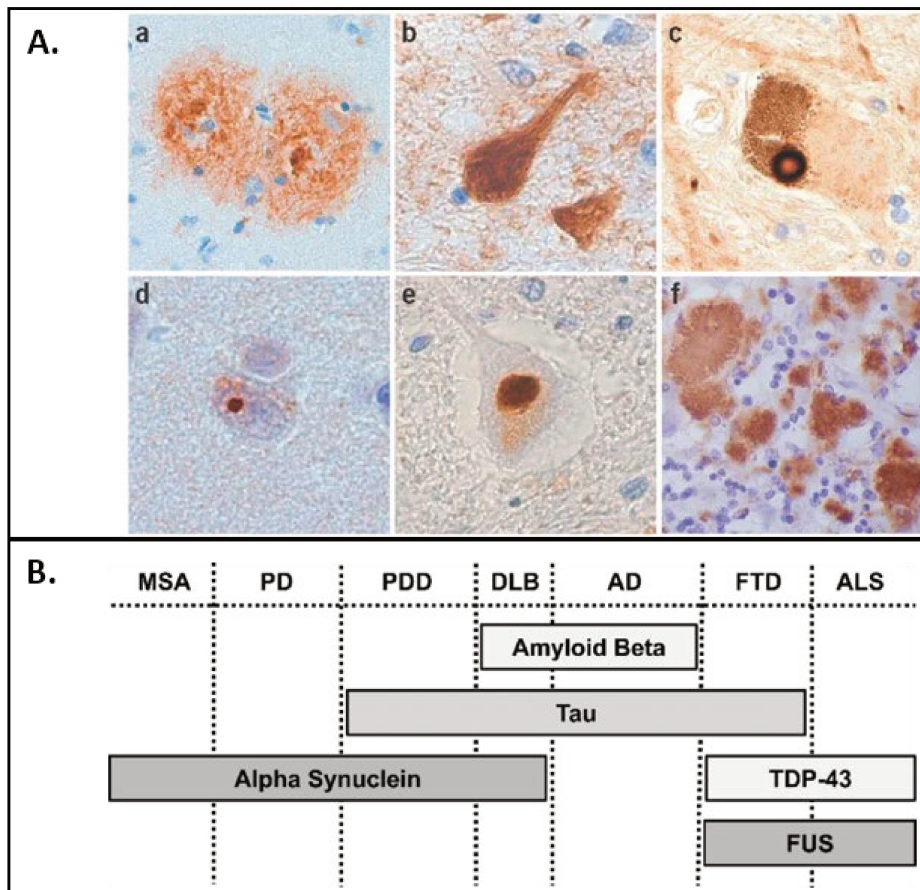 A.
a b c
d e f
B.
MSA PD PDD DLB AD FTD ALS
Amyloid Beta
Tau
Alpha Synuclein TDP-43
FUS